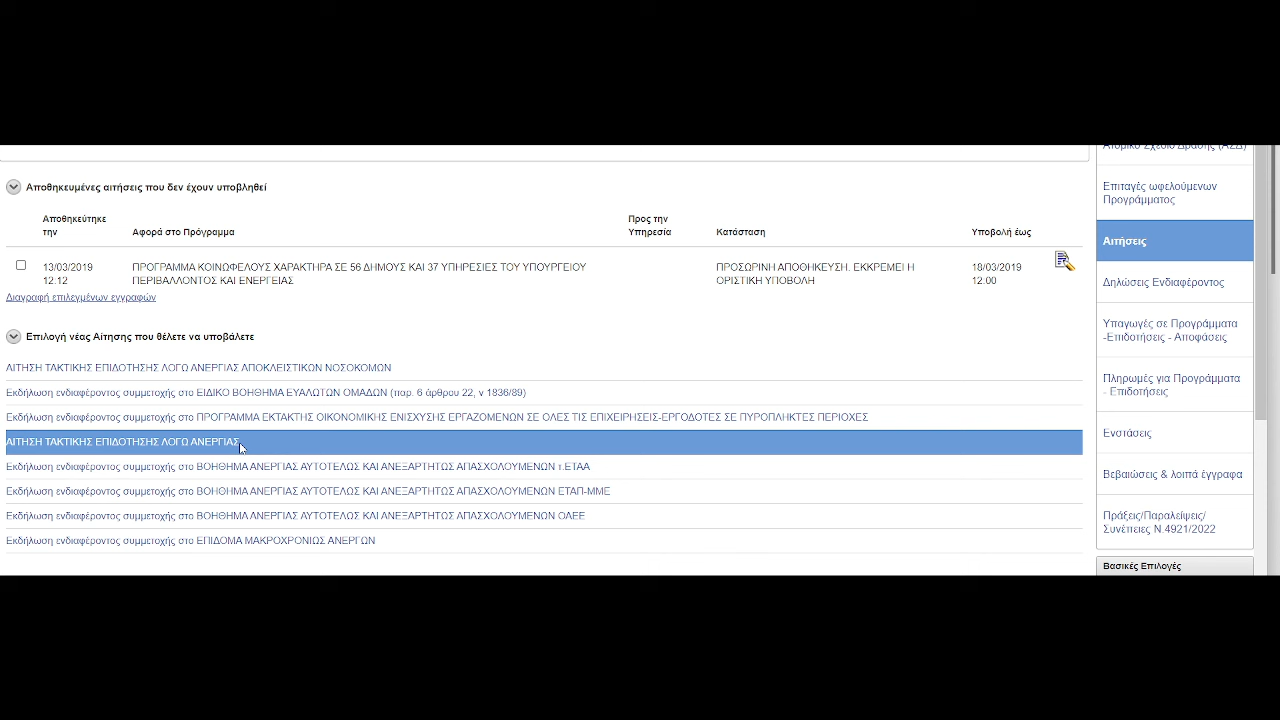 Αποθηκευμένες αιτήσεις που δεν έχουν υποβληθεί
Αποθηκεύτηκε την
Αφορά στο Πρόγραμμα
Προς την Υπηρεσία
Κατάσταση
Υποβολή έως
13/03/2019
12.12
ΠΡΟΓΡΑΜΜΑ ΚΟΙΝΩΦΕΛΟΥΣ ΧΑΡΑΚΤΗΡΑ ΣΕ 56 ΔΗΜΟΥΣ ΚΑΙ 37 ΥΠΗΡΕΣΙΕΣ ΤΟΥ ΥΠΟΥΡΓΕΙΟΥ
ΠΕΡΙΒΑΛΛΟΝΤΟΣ ΚΑΙ ΕΝΕΡΓΕΙΑΣ
ΠΡΟΣΩΡΙΝΗ ΑΠΟΘΗΚΕΥΣΗ. ΕΚΚΡΕΜΕΙ Η
ΟΡΙΣΤΙΚΗ ΥΠΟΒΟΛΗ
18/03/2019
12.00
Διαγραφή επιλεγμένων εγγραφών
Επιλογή νέας Αίτησης που θέλετε να υποβάλετε
ΑΙΤΗΣΗ ΤΑΚΤΙΚΗΣ ΕΠΙΔΟΤΗΣΗΣ ΛΟΓΩ ΑΝΕΡΓΙΑΣ ΑΠΟΚΛΕΙΣΤΙΚΩΝ ΝΟΣΟΚΟΜΩΝ
Εκδήλωση ενδιαφέροντος συμμετοχής στο ΕΙΔΙΚΟ ΒΟΗΘΗΜΑ ΕΥΑΛΩΤΩΝ ΟΜΑΔΩΝ (παρ. 6 άρθρου 22, ν 1836/89)
Εκδήλωση ενδιαφέροντος συμμετοχής στο ΠΡΟΓΡΑΜΜΑ ΕΚΤΑΚΤΗΣ ΟΙΚΟΝΟΜΙΚΗΣ ΕΝΙΣΧΥΣΗΣ ΕΡΓΑΖΟΜΕΝΩΝ ΣΕ ΟΛΕΣ ΤΙΣ ΕΠΙΧΕΙΡΗΣΕΙΣ-ΕΡΓΟΔΟΤΕΣ ΣΕ ΠΥΡΟΠΛΗΚΤΕΣ ΠΕΡΙΟΧΕΣ
ΑΙΤΗΣΗ ΤΑΚΤΙΚΗΣ ΕΠΙΔΟΤΗΣΗΣ ΛΟΓΩ ΑΝΕΡΓΙΑΣ
Εκδήλωση ενδιαφέροντος συμμετοχής στο ΒΟΗΘΗΜΑ ΑΝΕΡΓΙΑΣ ΑΥΤΟΤΕΛΩΣ ΚΑΙ ΑΝΕΞΑΡΤΗΤΩΣ ΑΠΑΣΧΟΛΟΥΜΕΝΩΝ τ.ΕΤΑΑ
Εκδήλωση ενδιαφέροντος συμμετοχής στο ΒΟΗΘΗΜΑ ΑΝΕΡΓΙΑΣ ΑΥΤΟΤΕΛΩΣ ΚΑΙ ΑΝΕΞΑΡΤΗΤΩΣ ΑΠΑΣΧΟΛΟΥΜΕΝΩΝ ΕΤΑΠ-ΜΜΕ
Εκδήλωση ενδιαφέροντος συμμετοχής στο ΒΟΗΘΗΜΑ ΑΝΕΡΓΙΑΣ ΑΥΤΟΤΕΛΩΣ ΚΑΙ ΑΝΕΞΑΡΤΗΤΩΣ ΑΠΑΣΧΟΛΟΥΜΕΝΩΝ ΟΑΕΕ
Εκδήλωση ενδιαφέροντος συμμετοχής στο ΕΠΙΔΟΜΑ ΜΑΚΡΟΧΡΟΝΙΩΣ ΑΝΕΡΓΩΝ
Ατομικό Σχέδιο Δράσης (ΑΣΔ)
Επιταγές ωφελούμενων
Προγράμματος
Αιτήσεις
Δηλώσεις Ενδιαφέροντος
Υπαγωγές σε Προγράμματα
-Επιδοτήσεις - Αποφάσεις
Πληρωμές για Προγράμματα
- Επιδοτήσεις
Ενστάσεις
Βεβαιώσεις & λοιπά έγγραφα
Πράξεις/Παραλείψεις/
Συνέπειες Ν.4921/2022
Βασικές Επιλογές